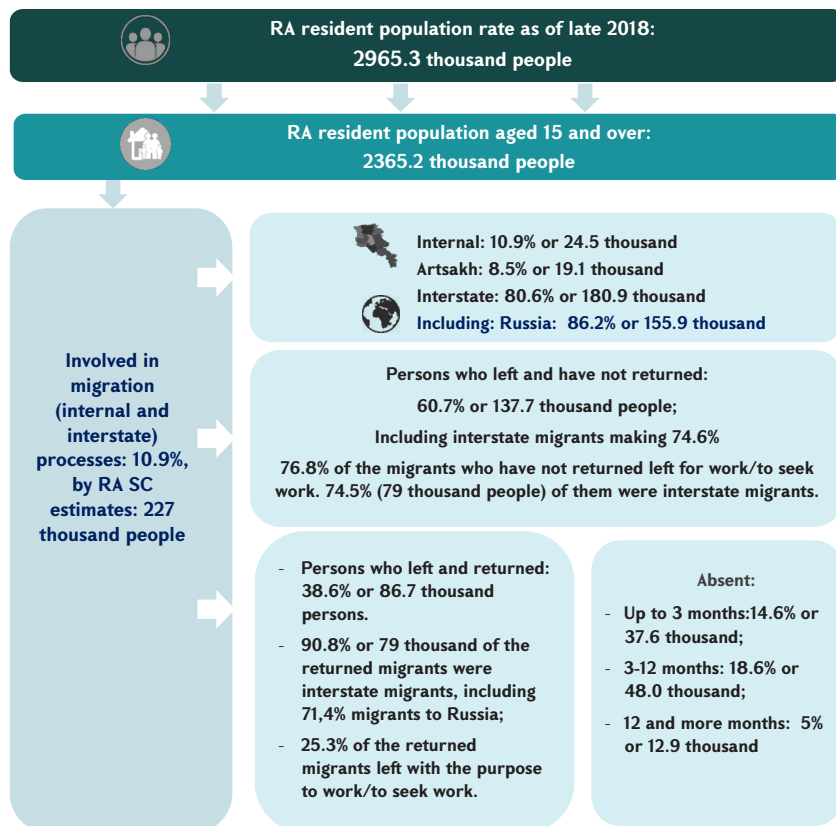 RA resident population rate as of late 2018:
2965.3 thousand people
RA resident population aged 15 and over:
2365.2 thousand people
Involved in
migration
(internal and
interstate)
processes: 10.9%,
by RA SC
estimates: 227
thousand people
Internal: 10.9% or 24.5 thousand
Artsakh: 8.5% or 19.1 thousand
Interstate: 80.6% or 180.9 thousand
Including: Russia: 86.2% or 155.9 thousand
Persons who left and have not returned:
60.7% or 137.7 thousand people;
Including interstate migrants making 74.6%
76.8% of the migrants who have not returned left for work/to seek
work. 74.5% (79 thousand people) of them were interstate migrants.
- Persons who left and returned:
38.6% or 86.7 thousand
persons.
- 90.8% or 79 thousand of the
returned migrants were
interstate migrants, including
71,4% migrants to Russia;
- 25.3% of the returned
migrants left with the purpose
to work/to seek work.
Absent:
- Up to 3 months:14.6% or
37.6 thousand;
- 3-12 months: 18.6% or
48.0 thousand;
- 12 and more months: 5%
or 12.9 thousand